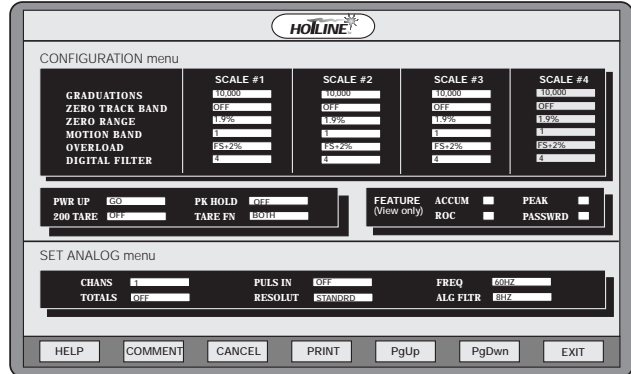 HOTLINE
CONFIGURATION menu
SCALE #1 SCALE #2 SCALE #3 SCALE #4
GRADUATIONS 10,000 10,000 10,000 10,000
ZERO TRACK BAND OFF OFF OFF OFF
ZERO RANGE 1.9% 1.9% 1.9% 1.9%
MOTION BAND 1 1 1 1
OVERLOAD FS+2% FS+2% FS+2% FS+2%
DIGITAL FILTER 4 4 4 4
PWR UP GO PK HOLD OFF FEATURE ACCUM PEAK
200 TARE OFF TARE FN BOTH (View only) ROC PASSWRD
SET ANALOG menu
CHANS 1 PULS IN OFF FREQ 60HZ
TOTALS OFF RESOLUT STANDRD ALG FLTR 8HZ
HELP COMMENT CANCEL PRINT PgUp PgDwn EXIT